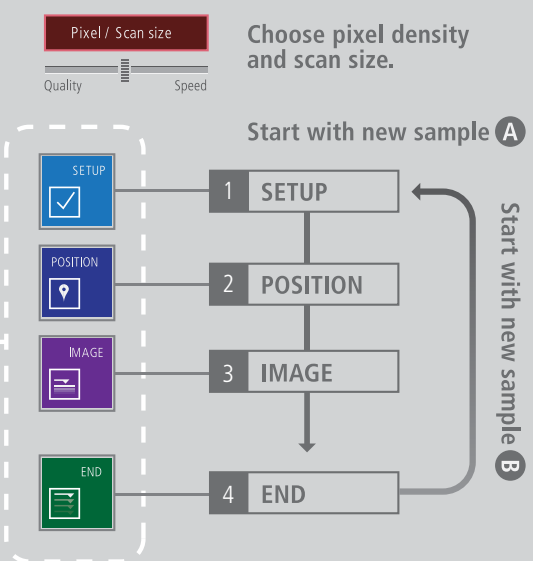 Pixel / Scan size
Quality
Speed
Choose pixel density
and scan size.
Start with new sample A
SETUP
1 SETUP
POSITION
2 POSITION
IMAGE
3 IMAGE
END
4 END
Start with new sample B